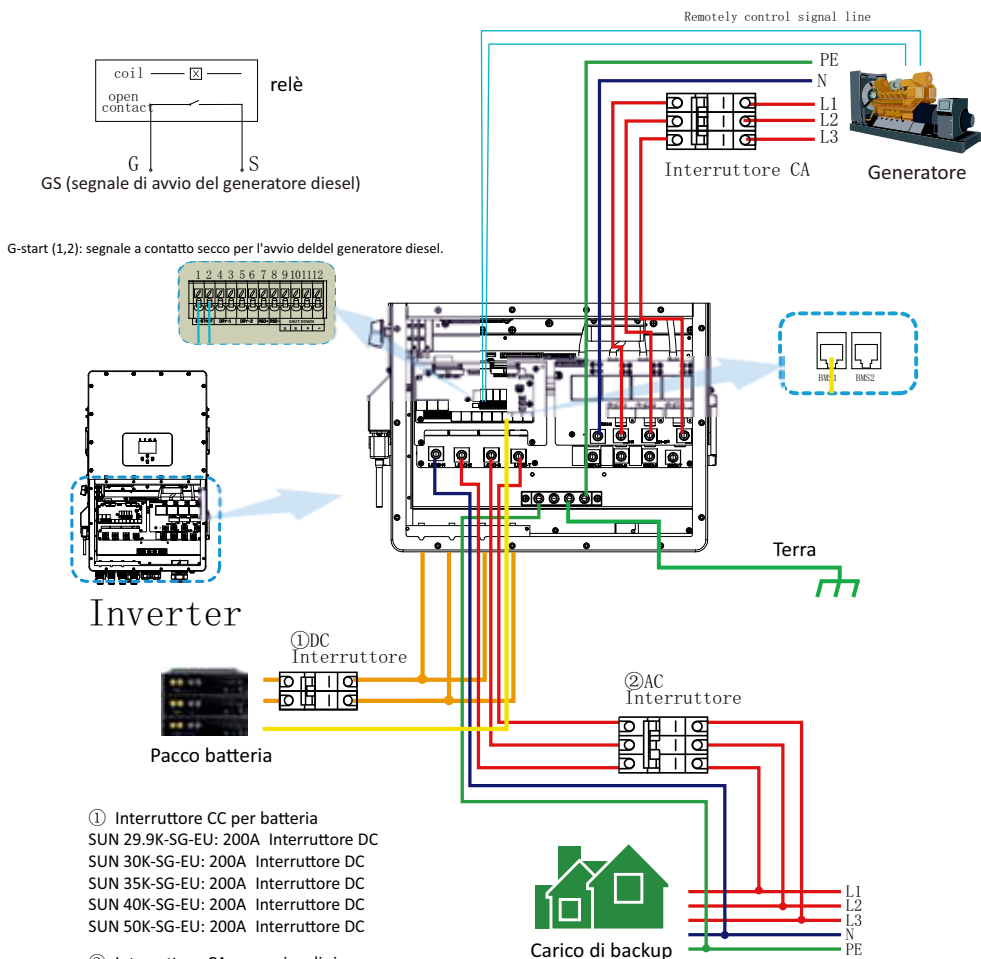 Remotely control signal line
coil
relè
open
contact
G
S
GS (segnale di avvio del generatore diesel)
PE
N
L1
L2
L3
Interruttore CA
Generatore
G-start (1,2): segnale a contatto secco per l'avvio deldel generatore diesel.
1 2 4 3 5 6 7 8 9 10 11 12
BMS1
BMS2
Terra
Inverter
①DC
Interruttore
②AC
Interruttore
Pacco batteria
① Interruttore CC per batteria
SUN 29.9K-SG-EU: 200A Interruttore DC
SUN 30K-SG-EU: 200A Interruttore DC
SUN 35K-SG-EU: 200A Interruttore DC
SUN 40K-SG-EU: 200A Interruttore DC
SUN 50K-SG-EU: 200A Interruttore DC
Carico di backup
L1
L2
L3
N
PE